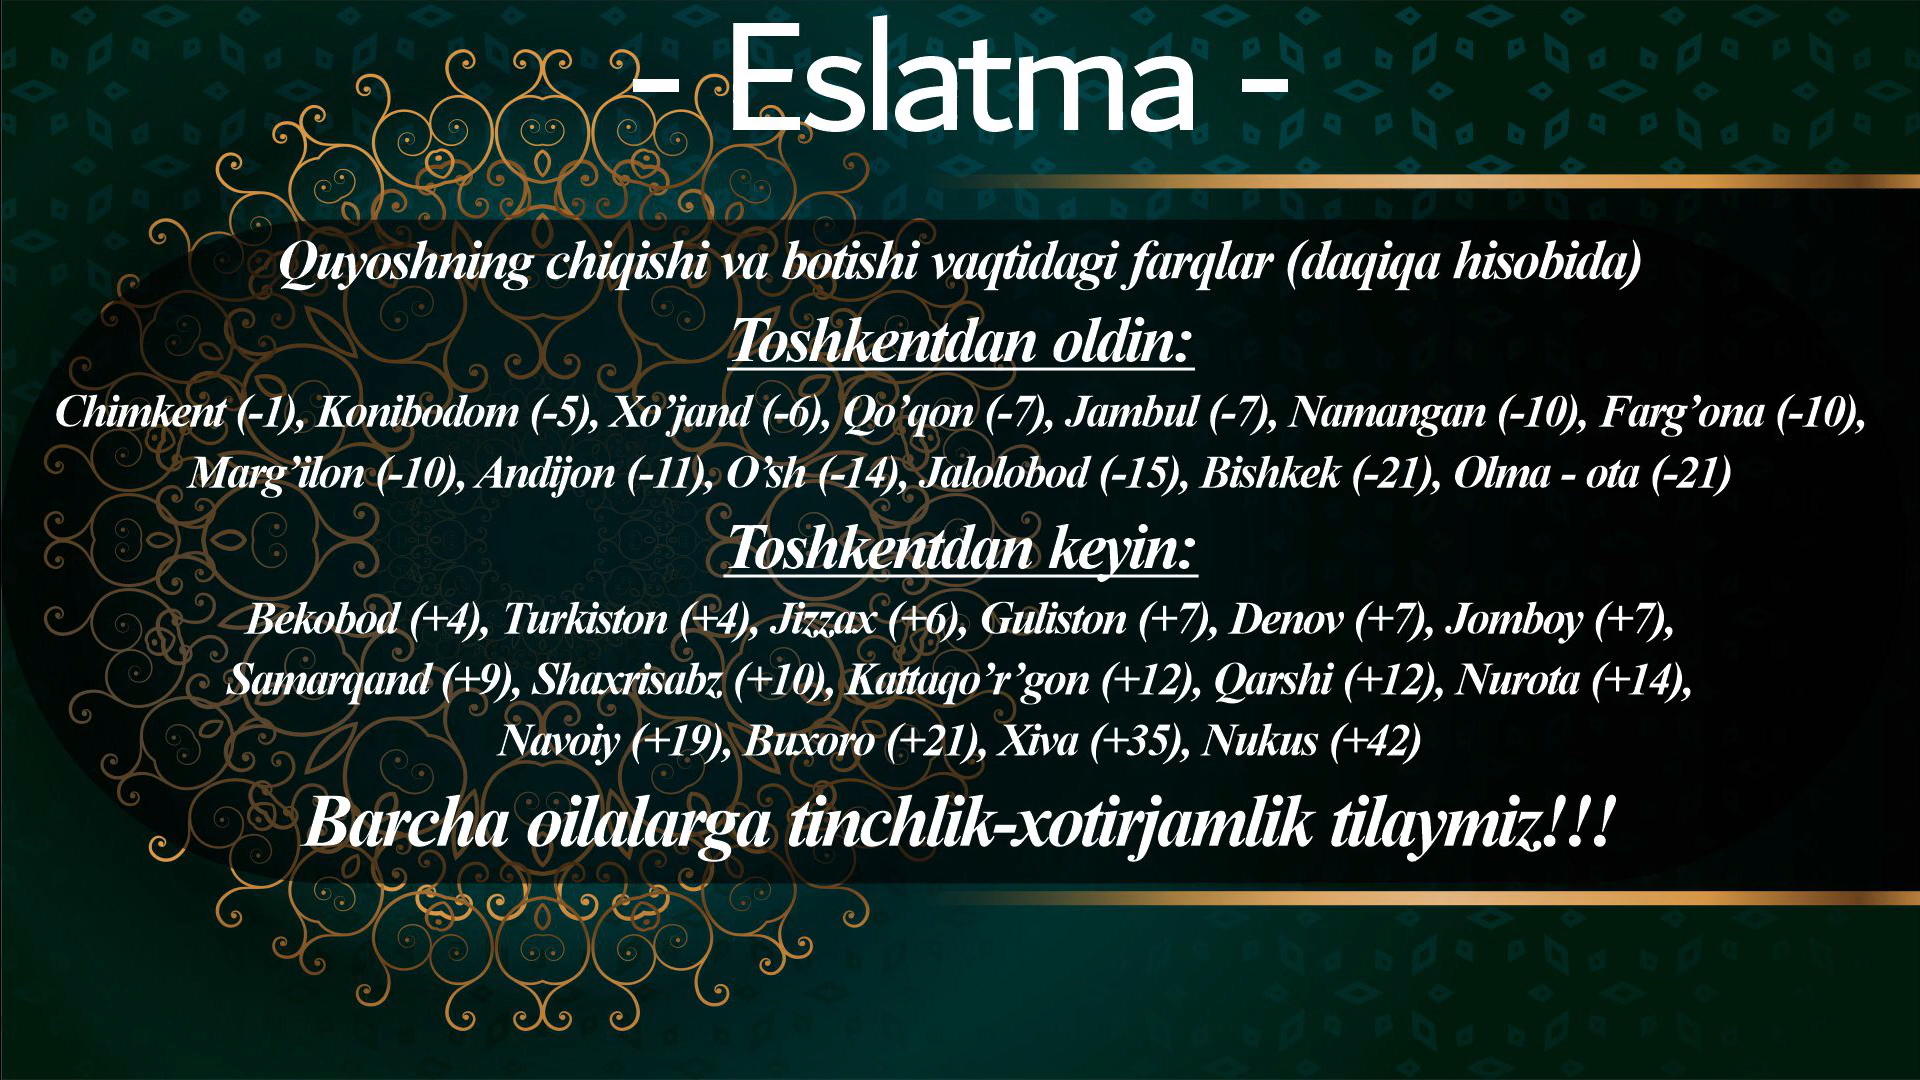 - Eslatma -
Quyoshning chiqishi va botishi vaqtidagi farqlar (daqiqa hisobida)
Toshkentdan oldin:
Chimkent (-1), Konibodom (-5), Xo’jand (-6), Qo’qon (-7), Jambul (-7), Namangan (-10), Farg’ona (-10),
Marg’ilon (-10), Andijon (-11), O’sh (-14), Jalolobod (-15), Bishkek (-21), Olma - ota (-21)
Toshkentdan keyin:
Bekobod (+4), Turkiston (+4), Jizzax (+6), Guliston (+7), Denov (+7), Jomboy (+7),
Samarqand (+9), Shaxrisabz (+10), Kattaqo’r’gon (+12), Qarshi (+12), Nurota (+14),
Navoiy (+19), Buxoro (+21), Xiva (+35), Nukus (+42)
Barcha oilalarga tinchlik-xotirjamlik tilaymiz!!!